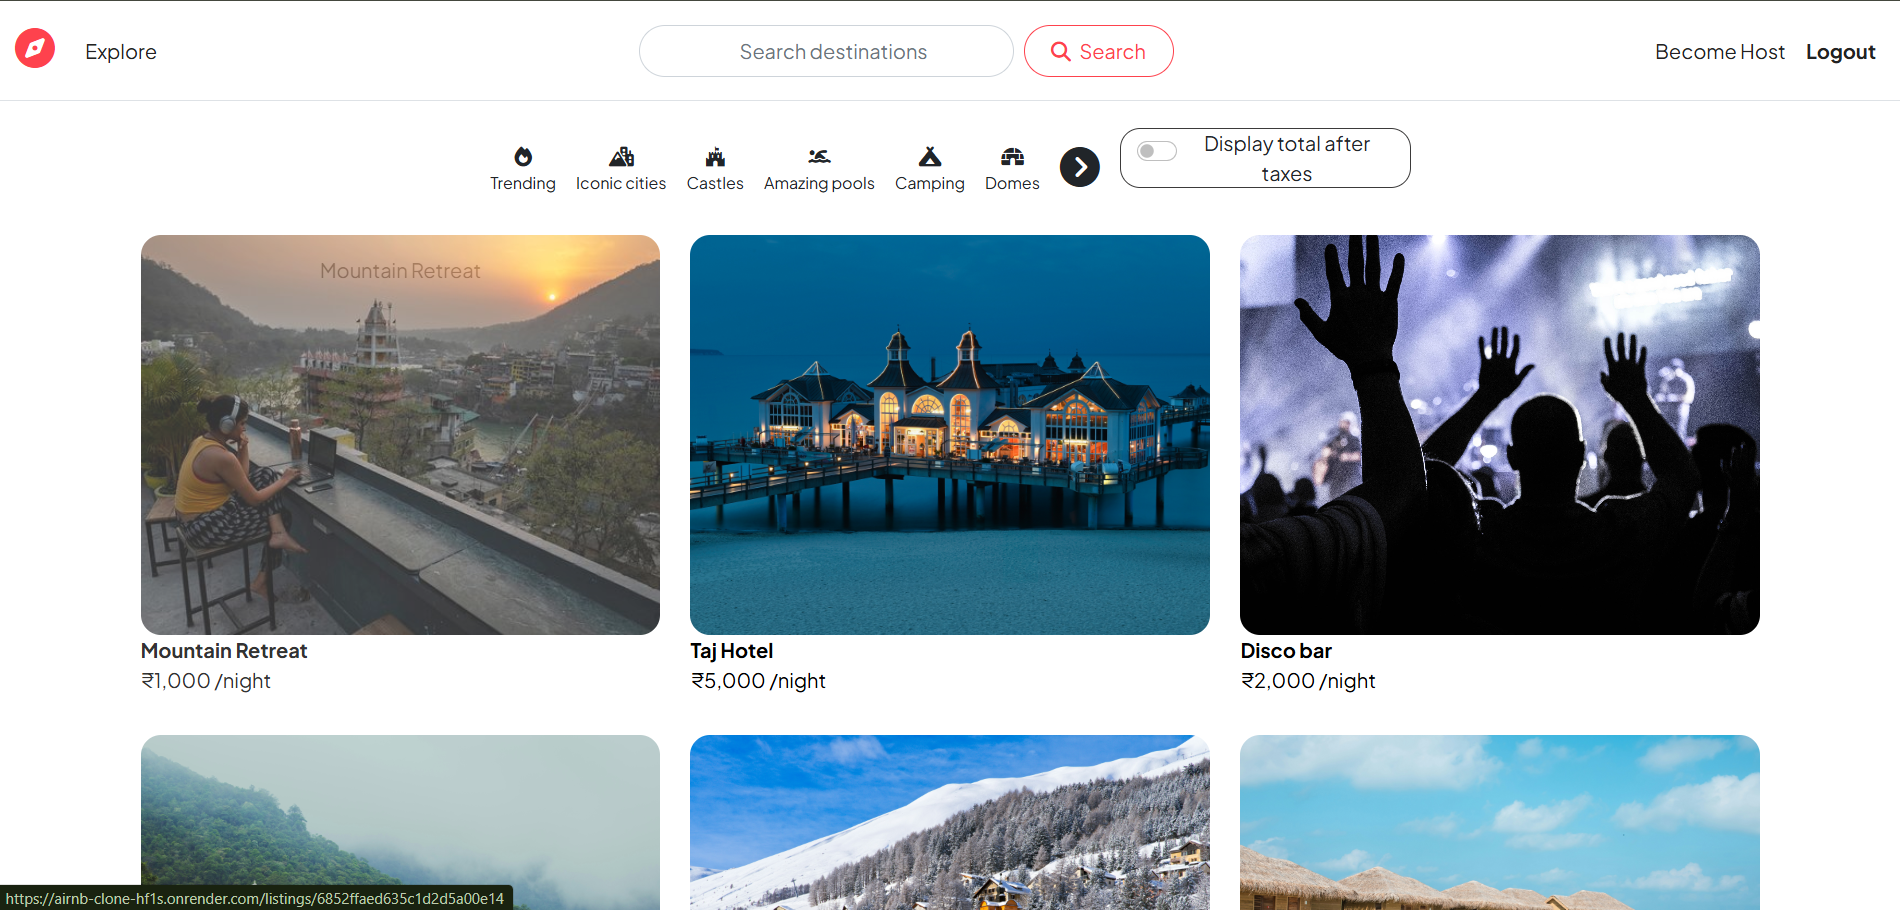 Explore
Search destinations
Search
Become Host
Logout
Trending
Iconic cities
Castles
Amazing pools
Camping
Domes
Display total after
taxes
Mountain Retreat
Mountain Retreat
₹1,000 /night
Taj Hotel
₹5,000 /night
Disco bar
₹2,000 /night
https://airnb-clone-hf1s.onrender.com/listings/6852ffaed635c1d2d5a00e14